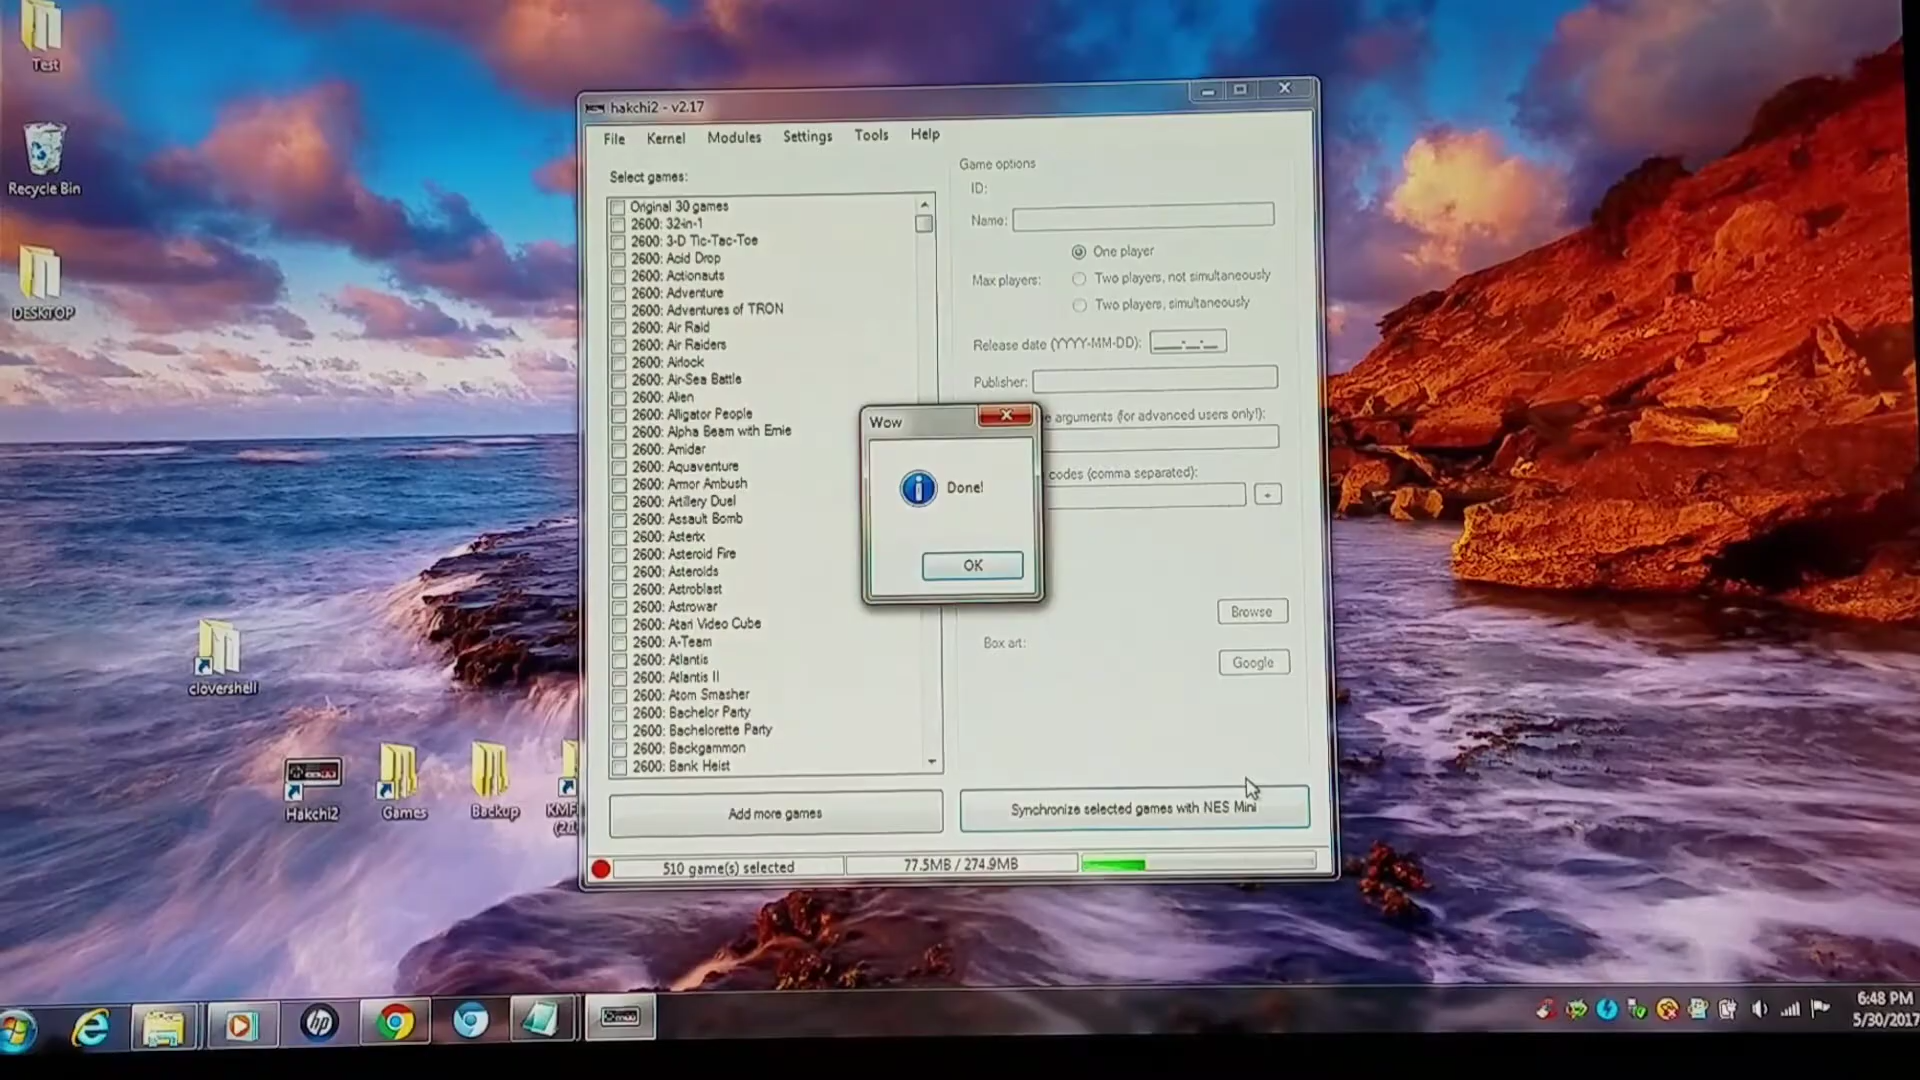 Test
Recycle Bin
DESKTOP
clovershell
Hakchi2
Games
Backup
hakchi2 - v2.17
File Kernel Modules Settings Tools Help
Select games:
Original 30 games
2600: 32-in-1
2600: 3-D Tic-Tac-Toe
2600: Acid Drop
2600: Actionauts
2600: Adventure
2600: Adventures of TRON
2600: Air Raid
2600: Air Raiders
2600: Airlock
2600: Air-Sea Battle
2600: Alien
2600: Alligator People
2600: Alpha Beam with Ernie
2600: Amidar
2600: Aquaventure
2600: Armor Ambush
2600: Artillery Duel
2600: Assault Bomb
2600: Asterix
2600: Asteroid Fire
2600: Asteroids
2600: Astroblast
2600: Astrowar
2600: Atari Video Cube
2600: A-Team
2600: Atlantis
2600: Atlantis II
2600: Atom Smasher
2600: Bachelor Party
2600: Bachelorette Party
2600: Backgammon
2600: Bank Heist
Add more games
Game options
ID:
Name:
Max players:
One player
Two players, not simultaneously
Two players, simultaneously
Release date (YYYY-MM-DD):
Publisher:
arguments (for advanced users only!):
codes (comma separated):
+
Box art:
Browse
Google
Synchronize selected games with NES Mini
Wow
Done!
OK
510 game(s) selected
77.5MB / 274.9MB
hp
6:48 PM
5/30/2017